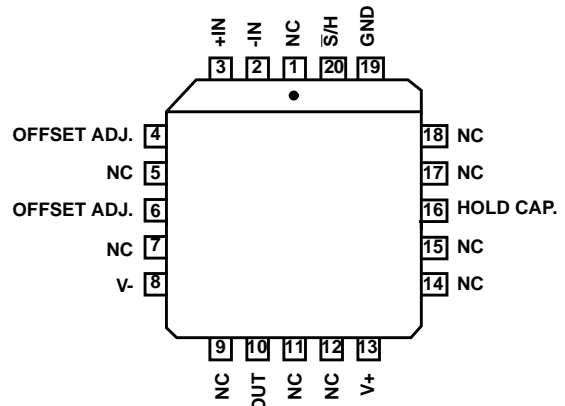 +IN
-IN
NC
S̅/H
GND
3
2
1
20
19
OFFSET ADJ. 4
NC 5
OFFSET ADJ. 6
NC 7
V- 8
18 NC
17 NC
16 HOLD CAP.
15 NC
14 NC
9
10
11
12
13
NC
OUT
NC
NC
V+